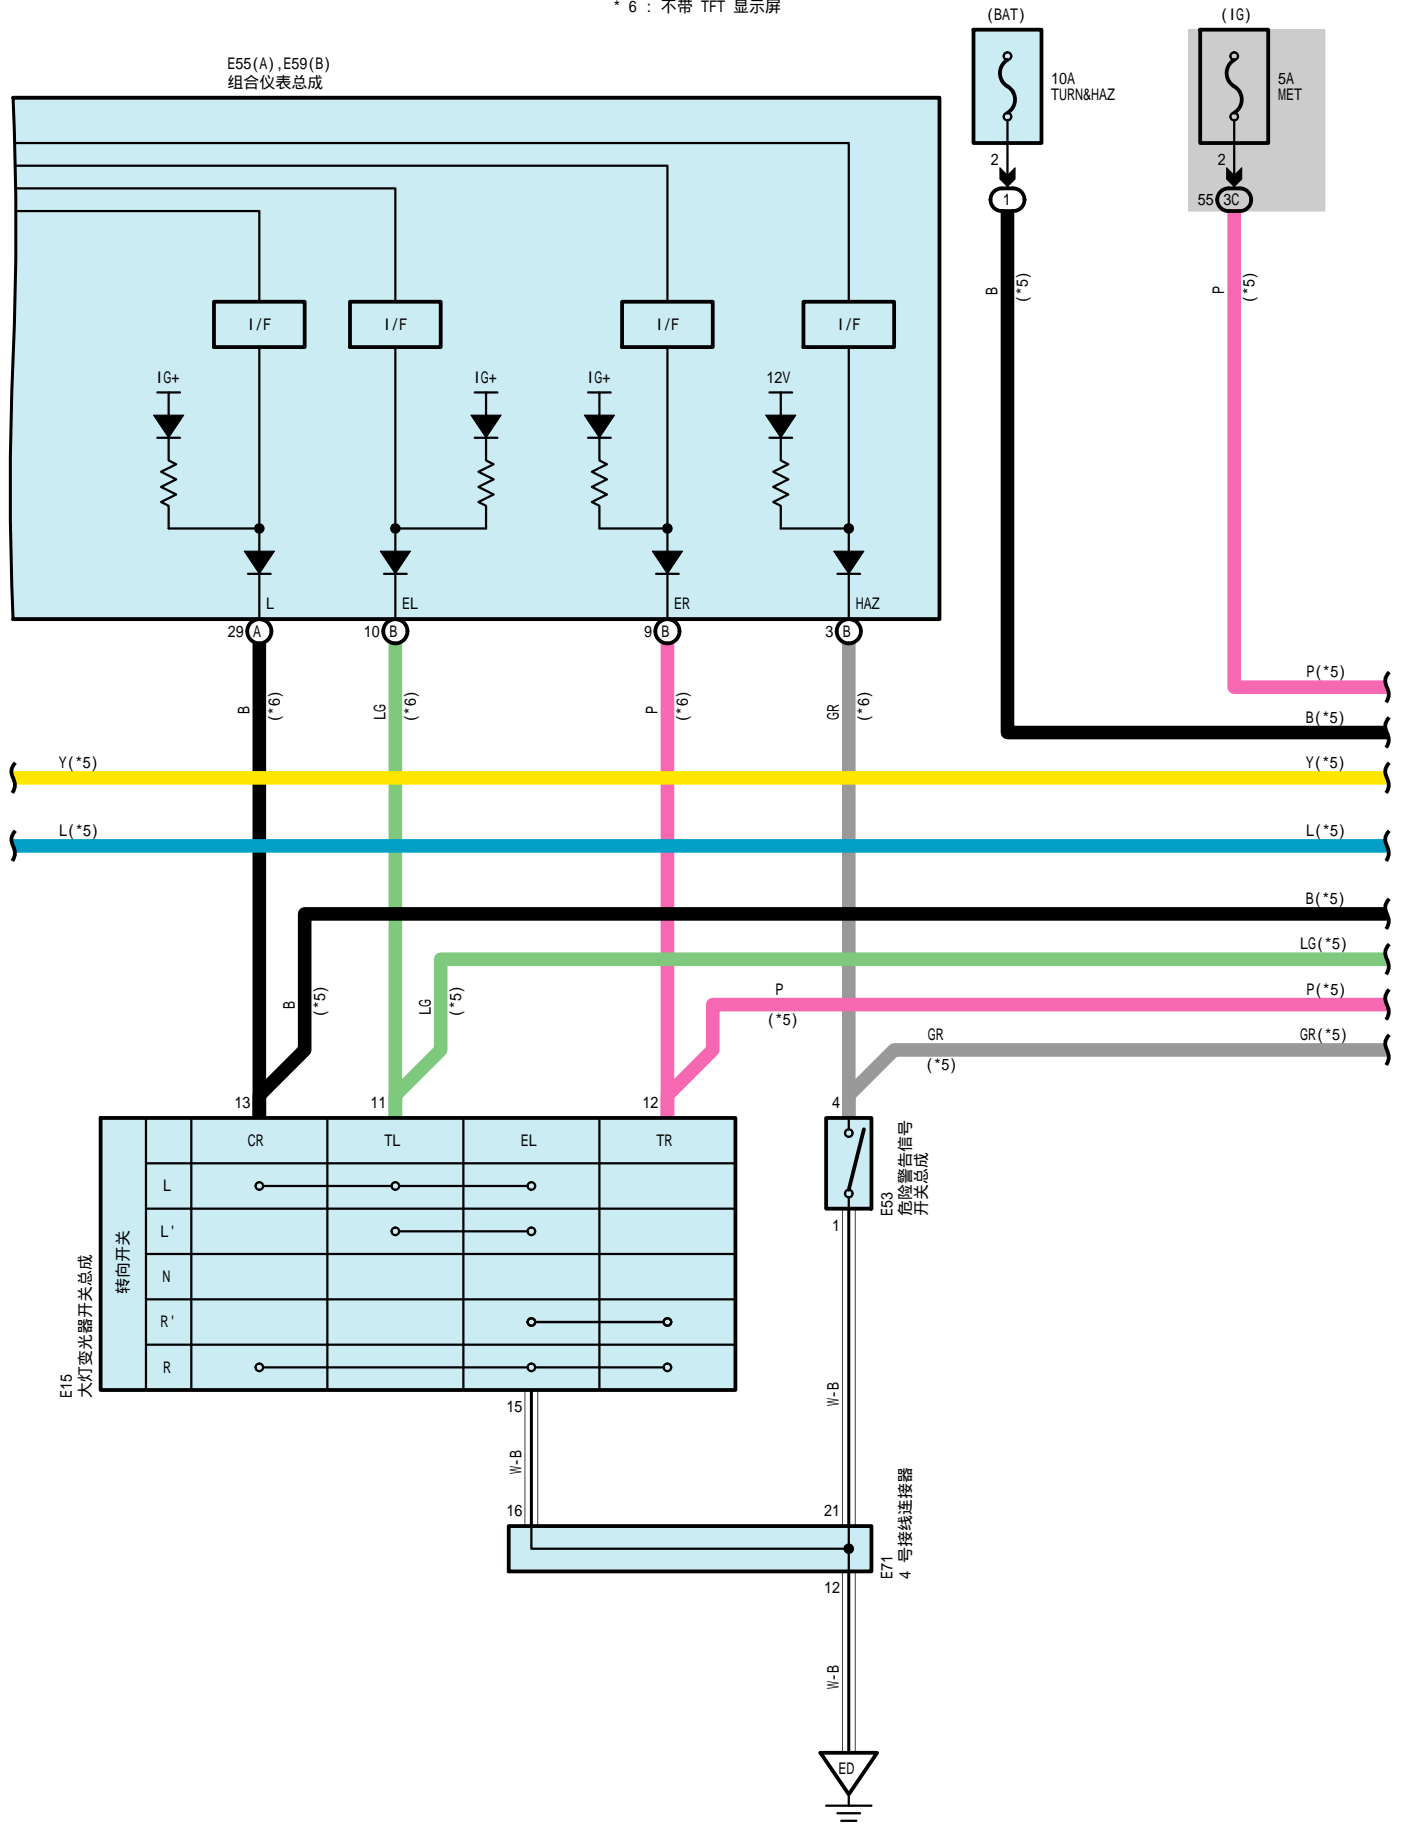 * 6 : 不带 TFT 显示屏
(BAT)
(IG)
E55(A),E59(B)
组合仪表总成
10A
TURN&HAZ
5A
MET
2
2
1
55 3C
B
(*5)
P
(*5)
I/F
I/F
I/F
I/F
IG+
IG+
IG+
12V
L
EL
ER
HAZ
29 A
10 B
9 B
3 B
B
(*6)
LG
(*6)
P
(*6)
GR
(*6)
P(*5)
B(*5)
Y(*5)
Y(*5)
L(*5)
L(*5)
B(*5)
LG(*5)
P(*5)
GR(*5)
B
(*5)
LG
(*5)
P
(*5)
GR
(*5)
13
11
12
4
CR
TL
EL
TR
L
L'
N
R'
R
转向开关
E15
大灯变光器开关总成
E53
危险警告信号
开关总成
1
15
W-B
W-B
16
21
E71
4 号接线连接器
12
W-B
ED